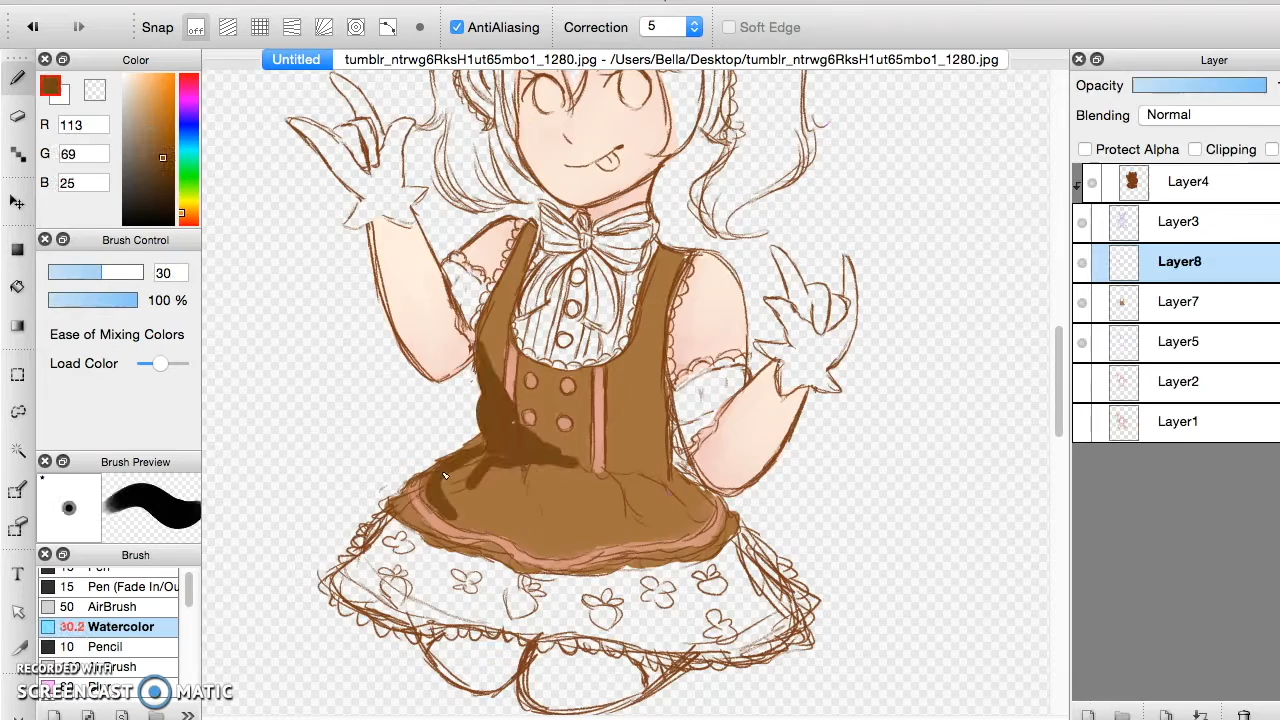 Snap off AntiAliasing Correction 5 Soft Edge
Untitled tumblr_ntrwg6RksH1ut65mbo1_1280.jpg - /Users/Bella/Desktop/tumblr_ntrwg6RksH1ut65mbo1_1280.jpg
Color
R 113
G 69
B 25
Brush Control
30
100 %
Ease of Mixing Colors
Load Color
Brush Preview
*
Brush
15 Pen
15 Pen (Fade In/Ou
50 AirBrush
30.2 Watercolor
10 Pencil
RECORDED WITH
SCREENCAST MATIC
Layer
Opacity
Blending Normal
Protect Alpha Clipping
Layer4
Layer3
Layer8
Layer7
Layer5
Layer2
Layer1
T